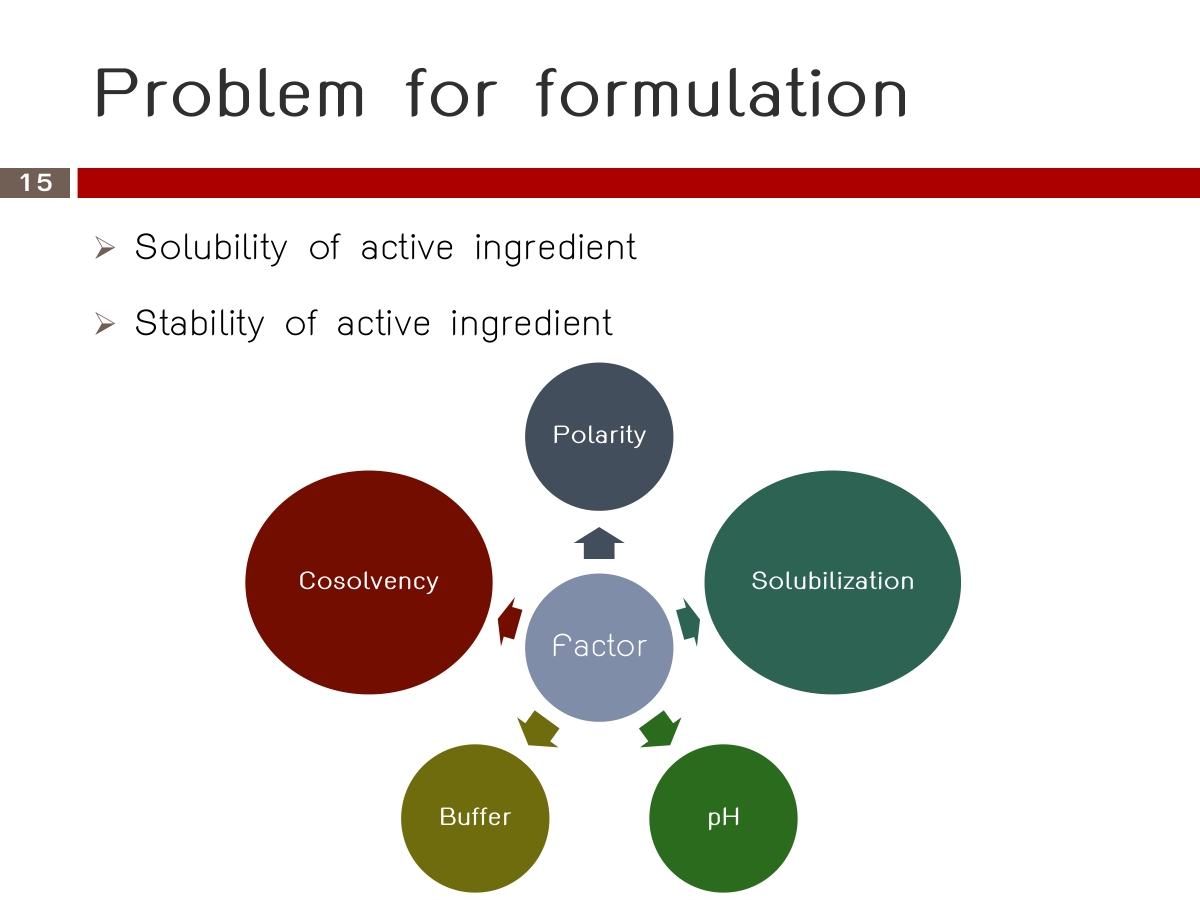 Problem for formulation
15
Solubility of active ingredient
Stability of active ingredient
Polarity
Cosolvency
Solubilization
Factor
Buffer
pH